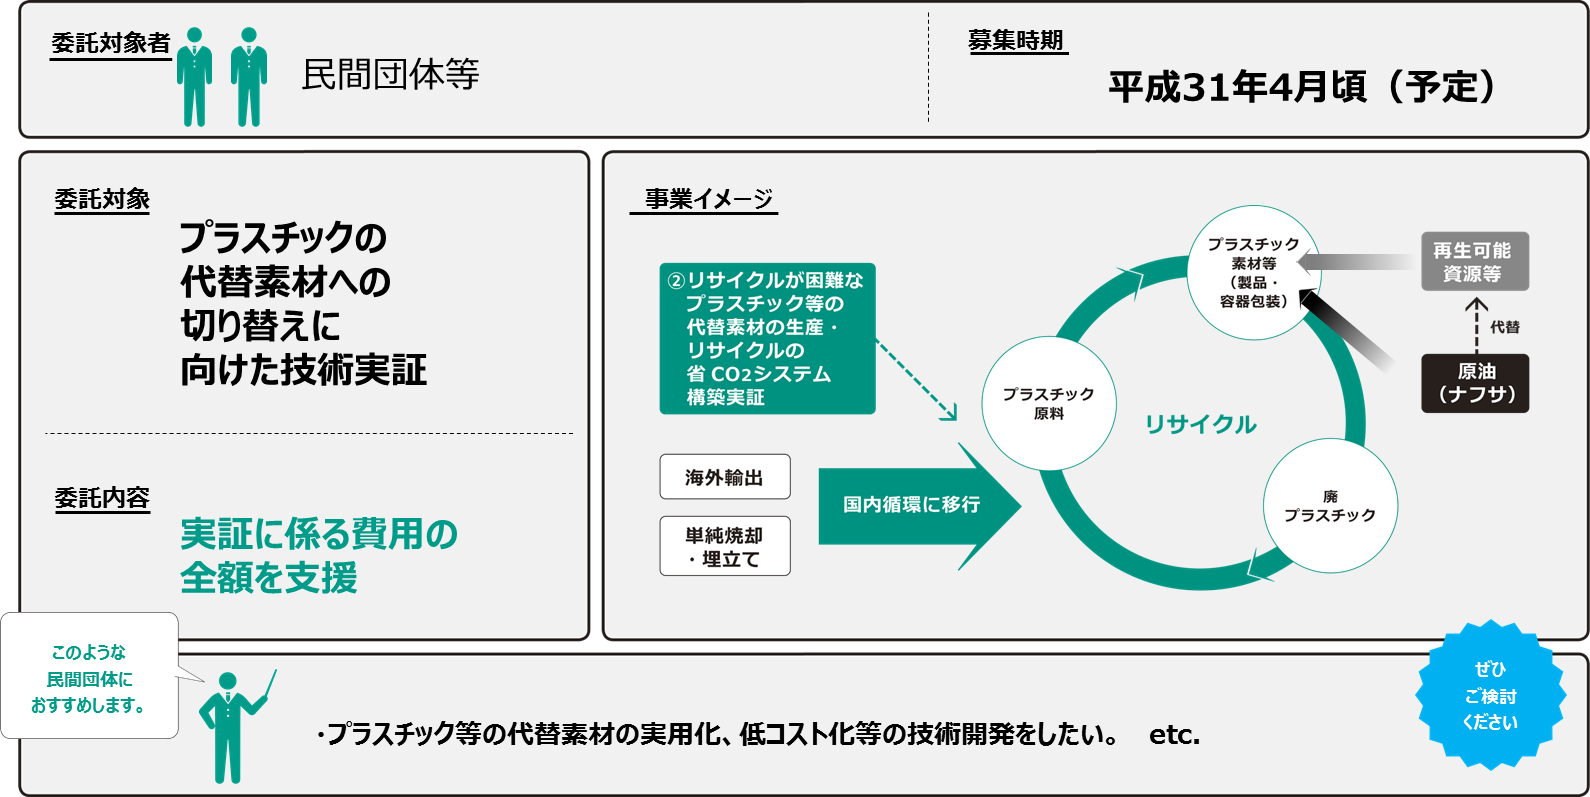 委託対象者
民間団体等
募集時期
平成31年4月頃（予定）
委託対象
プラスチックの
代替素材への
切り替えに
向けた技術実証
委託内容
実証に係る費用の
全額を支援
事業イメージ
②リサイクルが困難な
プラスチック等の
代替素材の生産・
リサイクルの
省CO2システム
構築実証
海外輸出
単純焼却
・埋立て
国内循環に移行
プラスチック
原料
リサイクル
プラスチック
素材等
（製品・
容器包装）
廃
プラスチック
再生可能
資源等
代替
原油
（ナフサ）
このような
民間団体に
おすすめします。
・プラスチック等の代替素材の実用化、低コスト化等の技術開発をしたい。　etc.
ぜひ
ご検討
ください